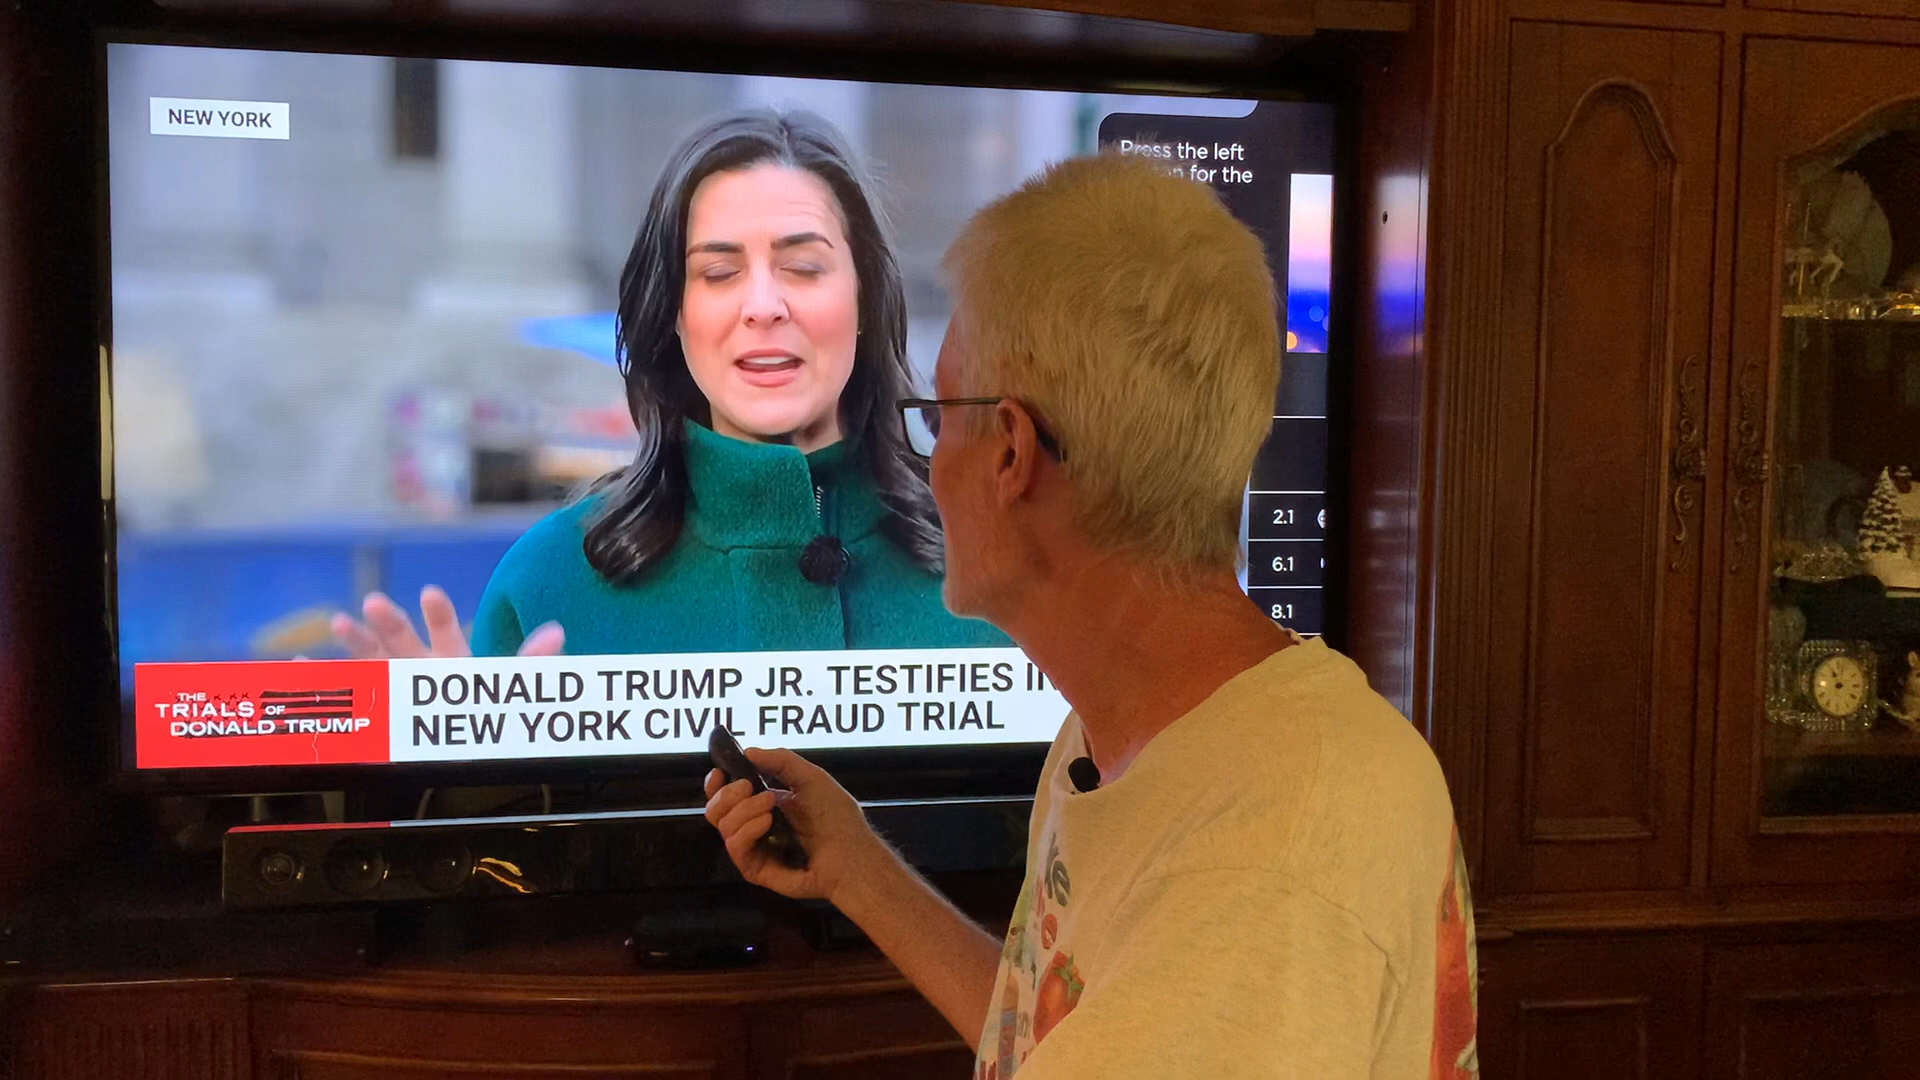 NEW YORK
Press the left
for the
2.1
6.1
8.1
THE
TRIALS OF
DONALD TRUMP
DONALD TRUMP JR. TESTIFIES
NEW YORK CIVIL FRAUD TRIAL